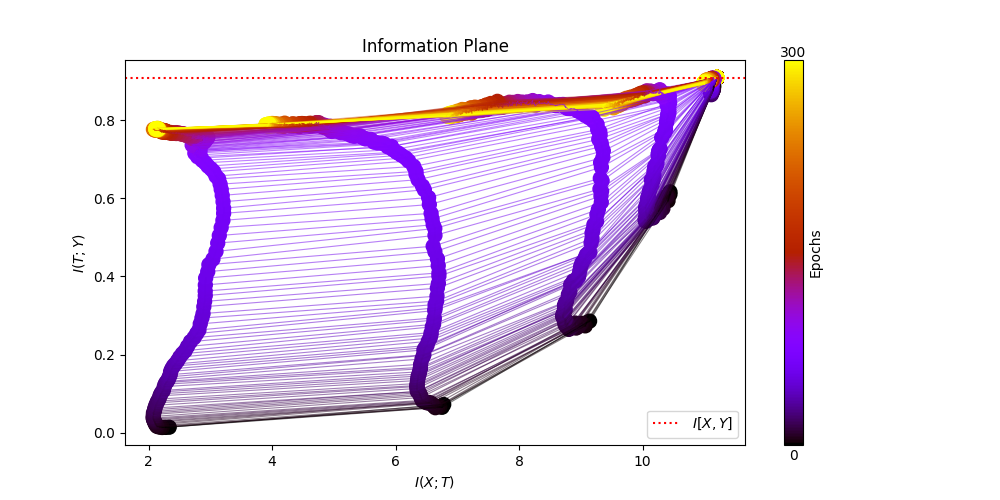 Information Plane
300
0.8
0.6
0.4
0.2
0.0
I(T; Y)
2
4
6
8
10
I(X; T)
I[X, Y]
Epochs
0